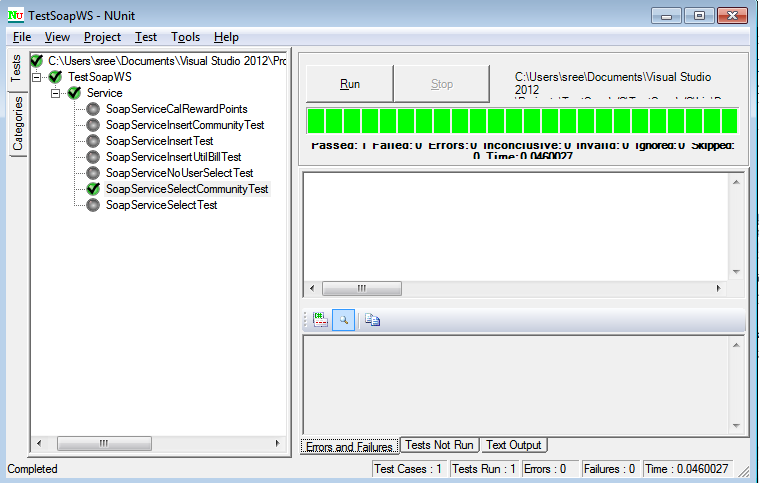 TestSoapWS - NUnit
File View Project Test Tools Help
Tests
Categories
C:\Users\sree\Documents\Visual Studio 2012\Pro
TestSoapWS
Service
SoapServiceCalRewardPoints
SoapServiceInsertCommunityTest
SoapServiceInsertTest
SoapServiceInsertUtilBillTest
SoapServiceNoUserSelectTest
SoapServiceSelectCommunityTest
SoapServiceSelectTest
Run
Stop
C:\Users\sree\Documents\Visual Studio
2012
Passed: 1 Failed: 0 Errors: 0 Inconclusive: 0 Invalid: 0 Ignored: 0 Skipped:
0 Time: 0.0460027
Errors and Failures
Tests Not Run
Text Output
Completed
Test Cases : 1
Tests Run : 1
Errors : 0
Failures : 0
Time : 0.0460027